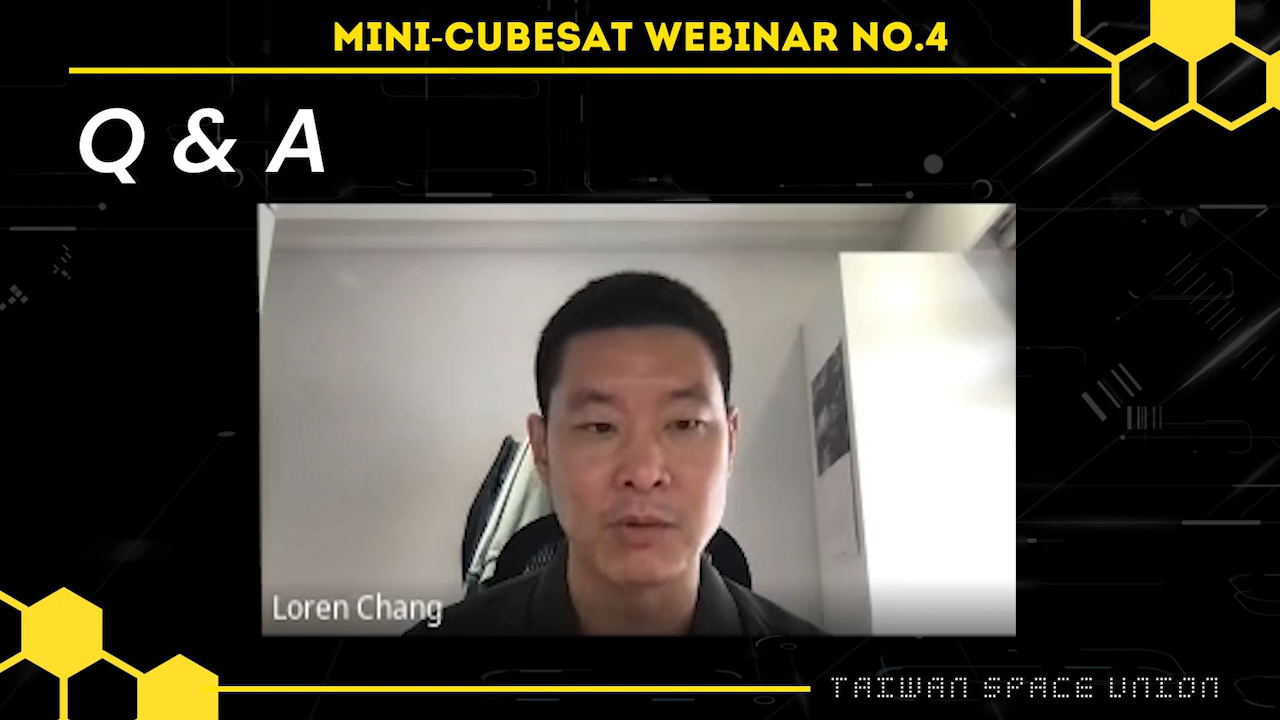 MINI-CUBESAT WEBINAR NO.4
Q & A
Loren Chang
TAIWAN SPACE UNION